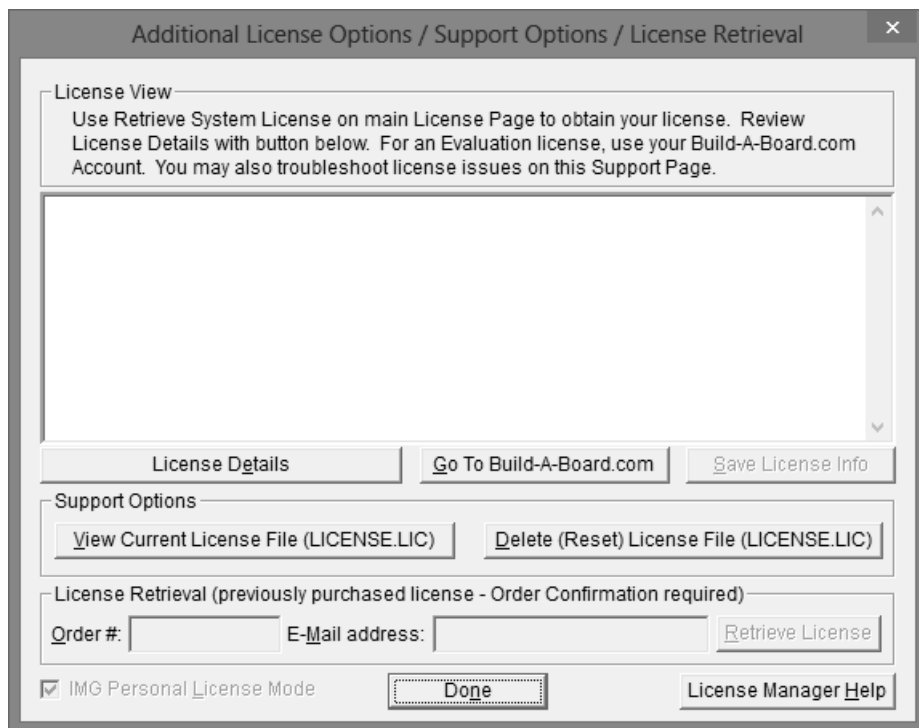 Additional License Options / Support Options / License Retrieval
License View
Use Retrieve System License on main License Page to obtain your license. Review
License Details with button below. For an Evaluation license, use your Build-A-Board.com
Account. You may also troubleshoot license issues on this Support Page.
License Details Go To Build-A-Board.com Save License Info
Support Options
View Current License File (LICENSE.LIC) Delete (Reset) License File (LICENSE.LIC)
License Retrieval (previously purchased license - Order Confirmation required)
Order #: E-Mail address: Retrieve License
IMG Personal License Mode Done License Manager Help